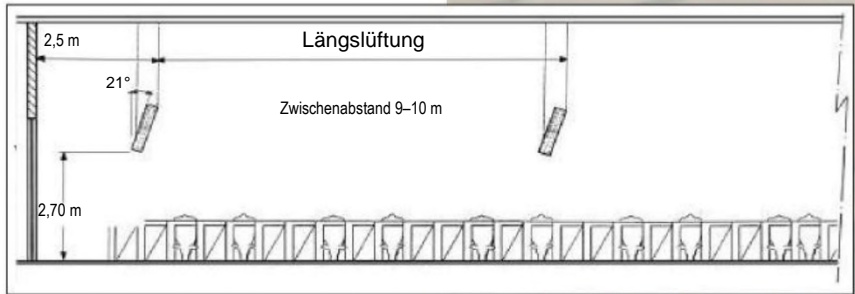 2,5 m
Längslüftung
21°
Zwischenabstand 9–10 m
2,70 m